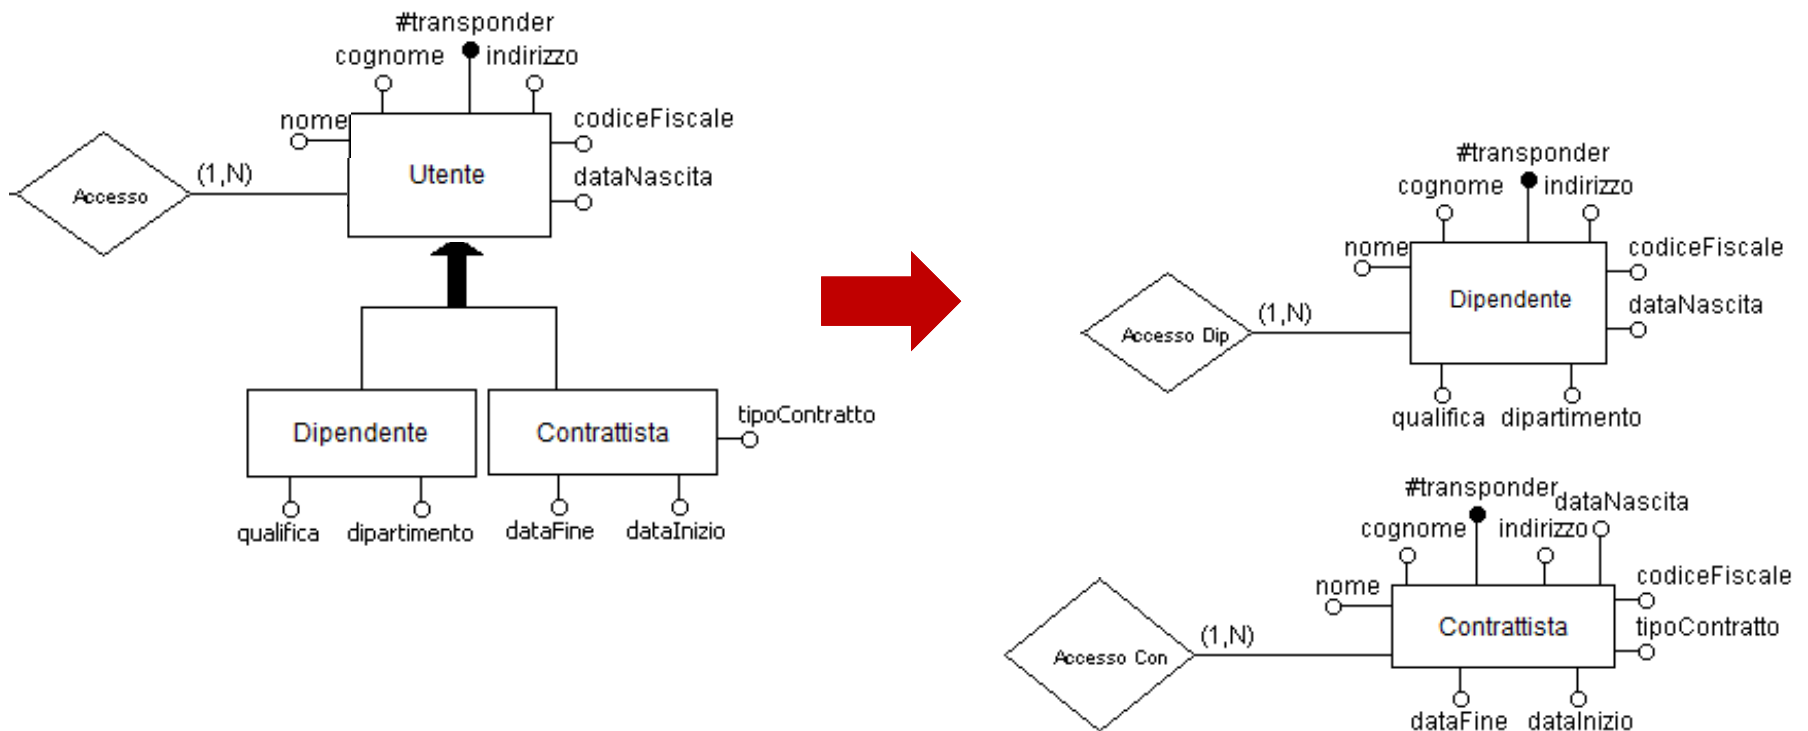 #transponder
cognome
indirizzo
nome
codiceFiscale
Utente
dataNascita
Accesso
(1,N)
Dipendente
Contrattista
tipoContratto
qualifica
dipartimento
dataFine
dataInizio
#transponder
cognome
indirizzo
nome
codiceFiscale
Dipendente
dataNascita
Accesso Dip
(1,N)
qualifica
dipartimento
#transponder
dataNascita
cognome
indirizzo
nome
codiceFiscale
Contrattista
tipoContratto
Accesso Con
(1,N)
dataFine
dataInizio